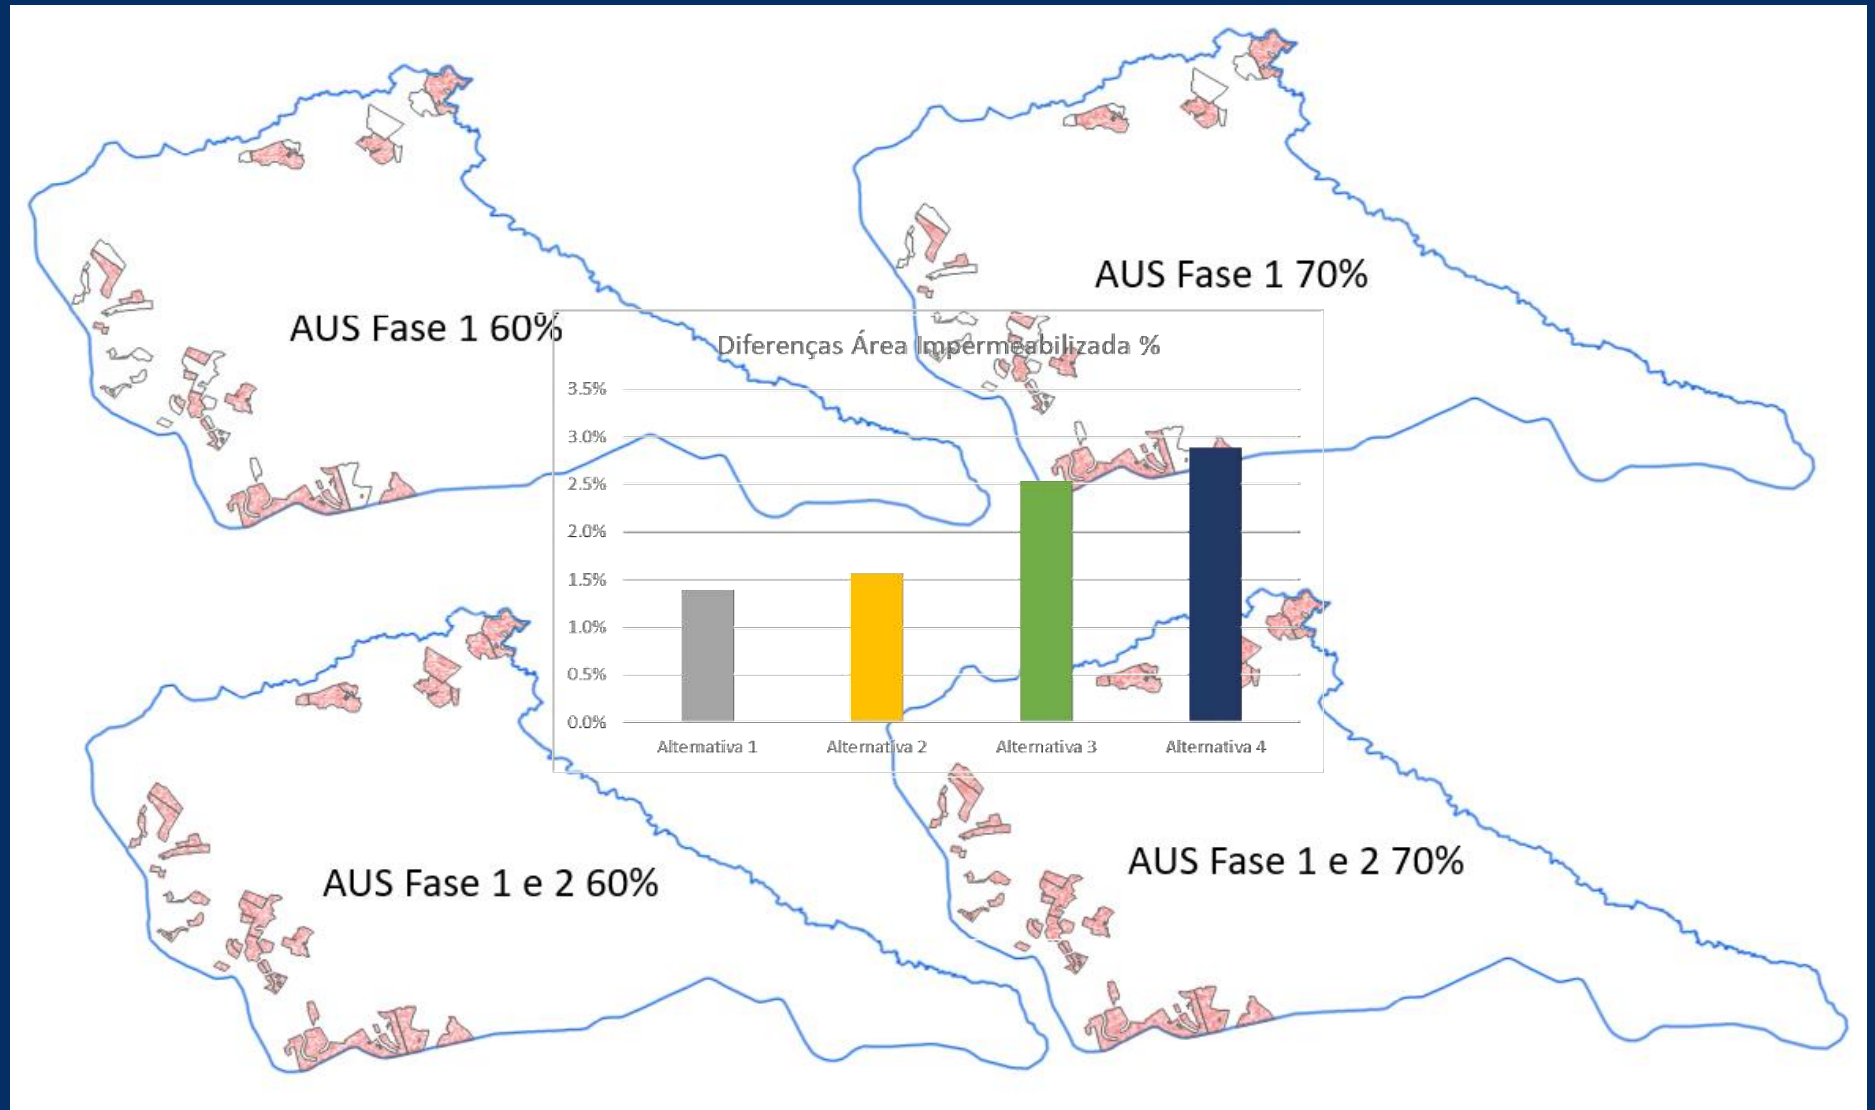 AUS Fase 1 70%
AUS Fase 1 60%
Diferenças Área Impermeabilizada %
3.5%
3.0%
2.5%
2.0%
1.5%
1.0%
0.5%
0.0%
Alternativa 1
Alternativa 2
Alternativa 3
Alternativa 4
AUS Fase 1 e 2 60%
AUS Fase 1 e 2 70%